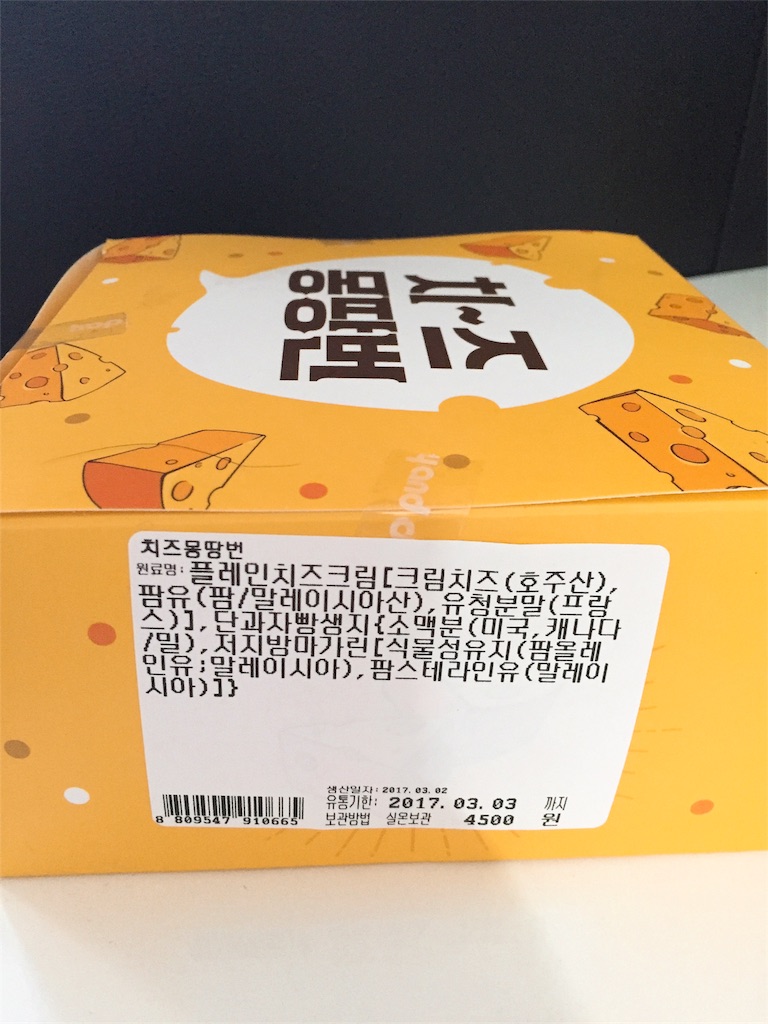 치즈
몽땅번
치즈몽땅번
원료명: 플레인치즈크림[크림치즈(호주산),
팜유(팜/말레이시아산),유청분말(프랑
스)],단과자빵생지{소맥분(미국,캐나다
/밀),저지방마가린[식물성유지(팜올레
인유;말레이시아),팜스테라인유(말레이
시아)]}
생산일자: 2017. 03. 02
유통기한: 2017. 03. 03 까지
보관방법 실온보관 4500 원
8 809547 910665